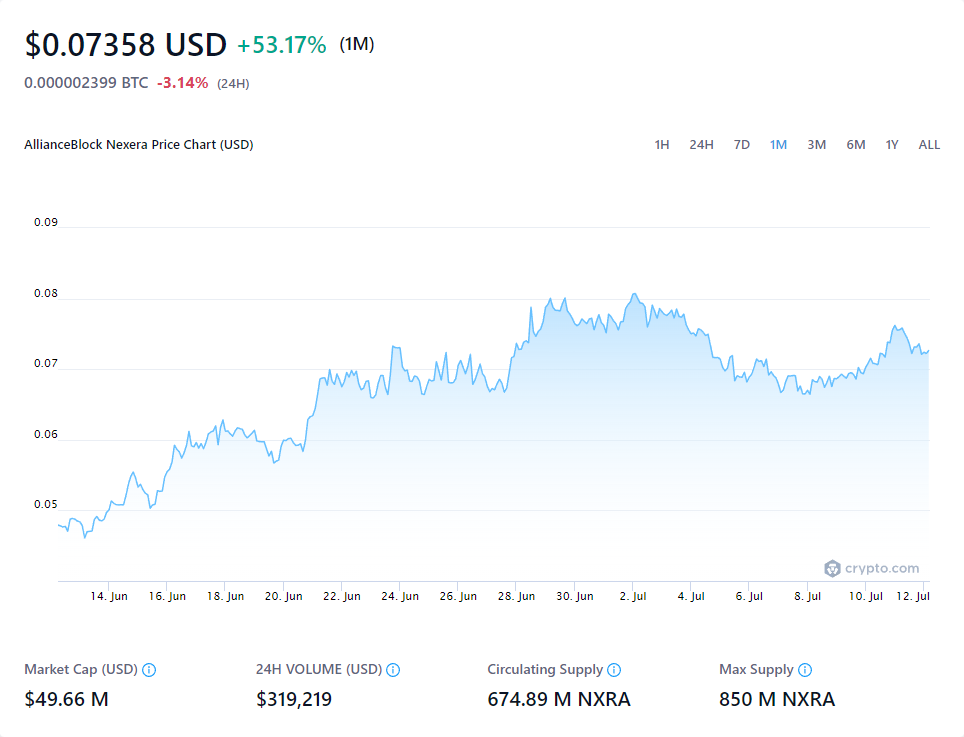 $0.07358 USD +53.17% (1M)
0.000002399 BTC -3.14% (24H)
AllianceBlock Nexera Price Chart (USD) 1H 24H 7D 1M 3M 6M 1Y ALL
0.09
0.08
0.07
0.06
0.05
crypto.com
14. Jun 16. Jun 18. Jun 20. Jun 22. Jun 24. Jun 26. Jun 28. Jun 30. Jun 2. Jul 4. Jul 6. Jul 8. Jul 10. Jul 12. Jul
Market Cap (USD) 24H VOLUME (USD) Circulating Supply Max Supply
$49.66 M $319,219 674.89 M NXRA 850 M NXRA